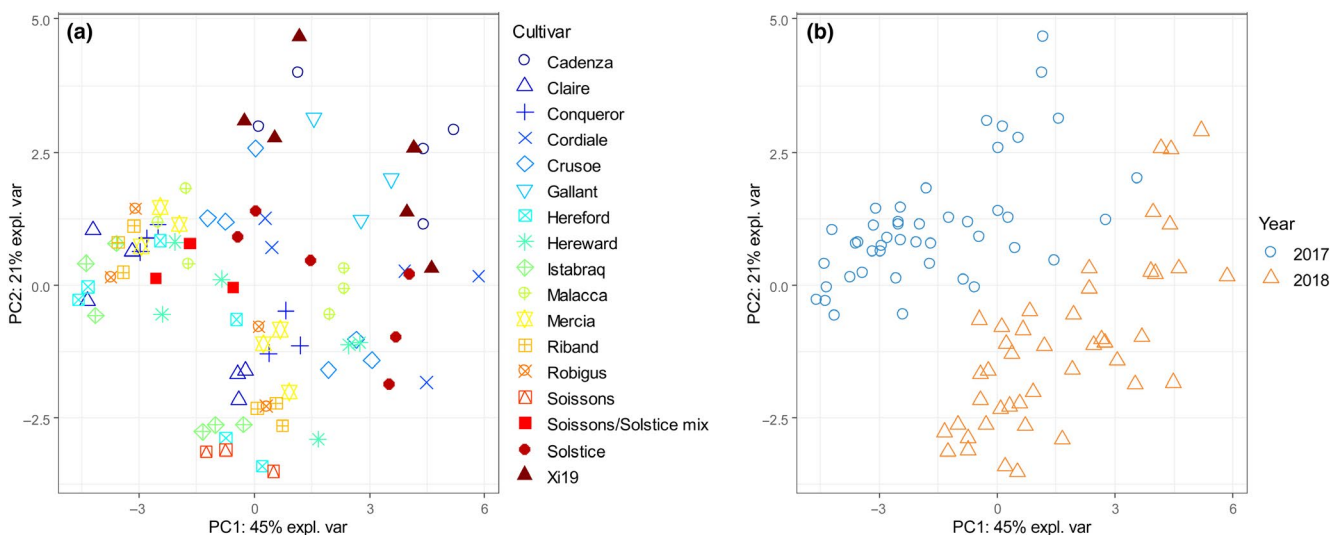 (a)
5.0
2.5
0.0
−2.5
−3
0
3
6
PC2: 21% expl. var
PC1: 45% expl. var
Cultivar
Cadenza
Claire
Conqueror
Cordiale
Crusoe
Gallant
Hereford
Hereward
Istabraq
Malacca
Mercia
Riband
Robigus
Soissons
Soissons/Solstice mix
Solstice
Xi19
(b)
5.0
2.5
0.0
−2.5
−3
0
3
6
PC2: 21% expl. var
PC1: 45% expl. var
Year
2017
2018